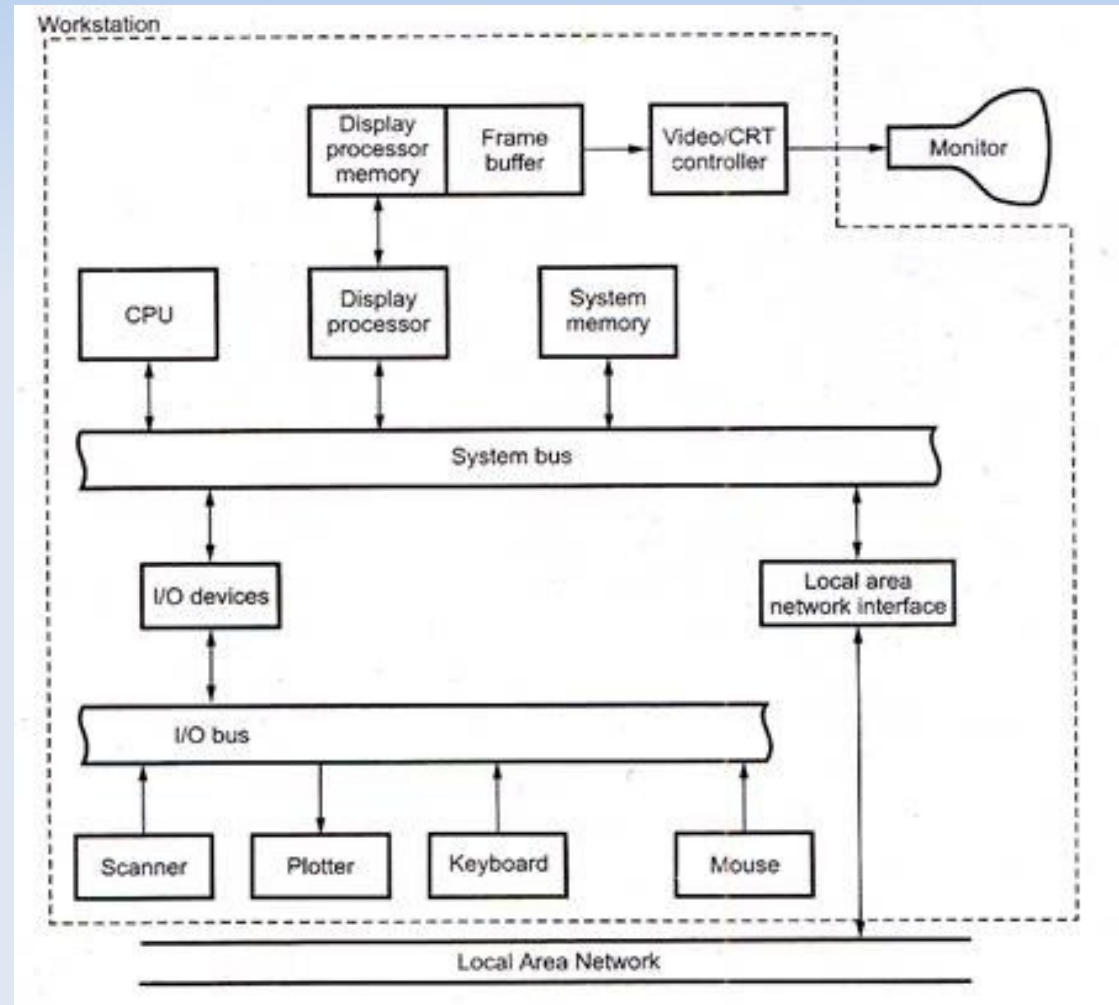 Workstation
Display
processor
memory
Frame
buffer
Video/CRT
controller
Monitor
CPU
Display
processor
System
memory
System bus
I/O devices
Local area
network interface
I/O bus
Scanner
Plotter
Keyboard
Mouse
Local Area Network